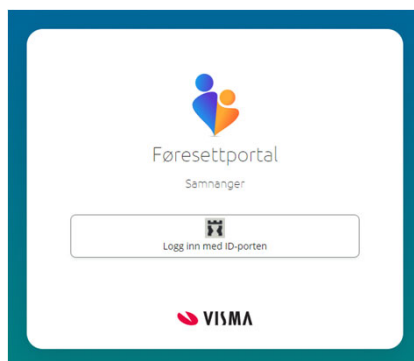 Føresettportal
Samnanger
Logg inn med ID-porten
VISMA